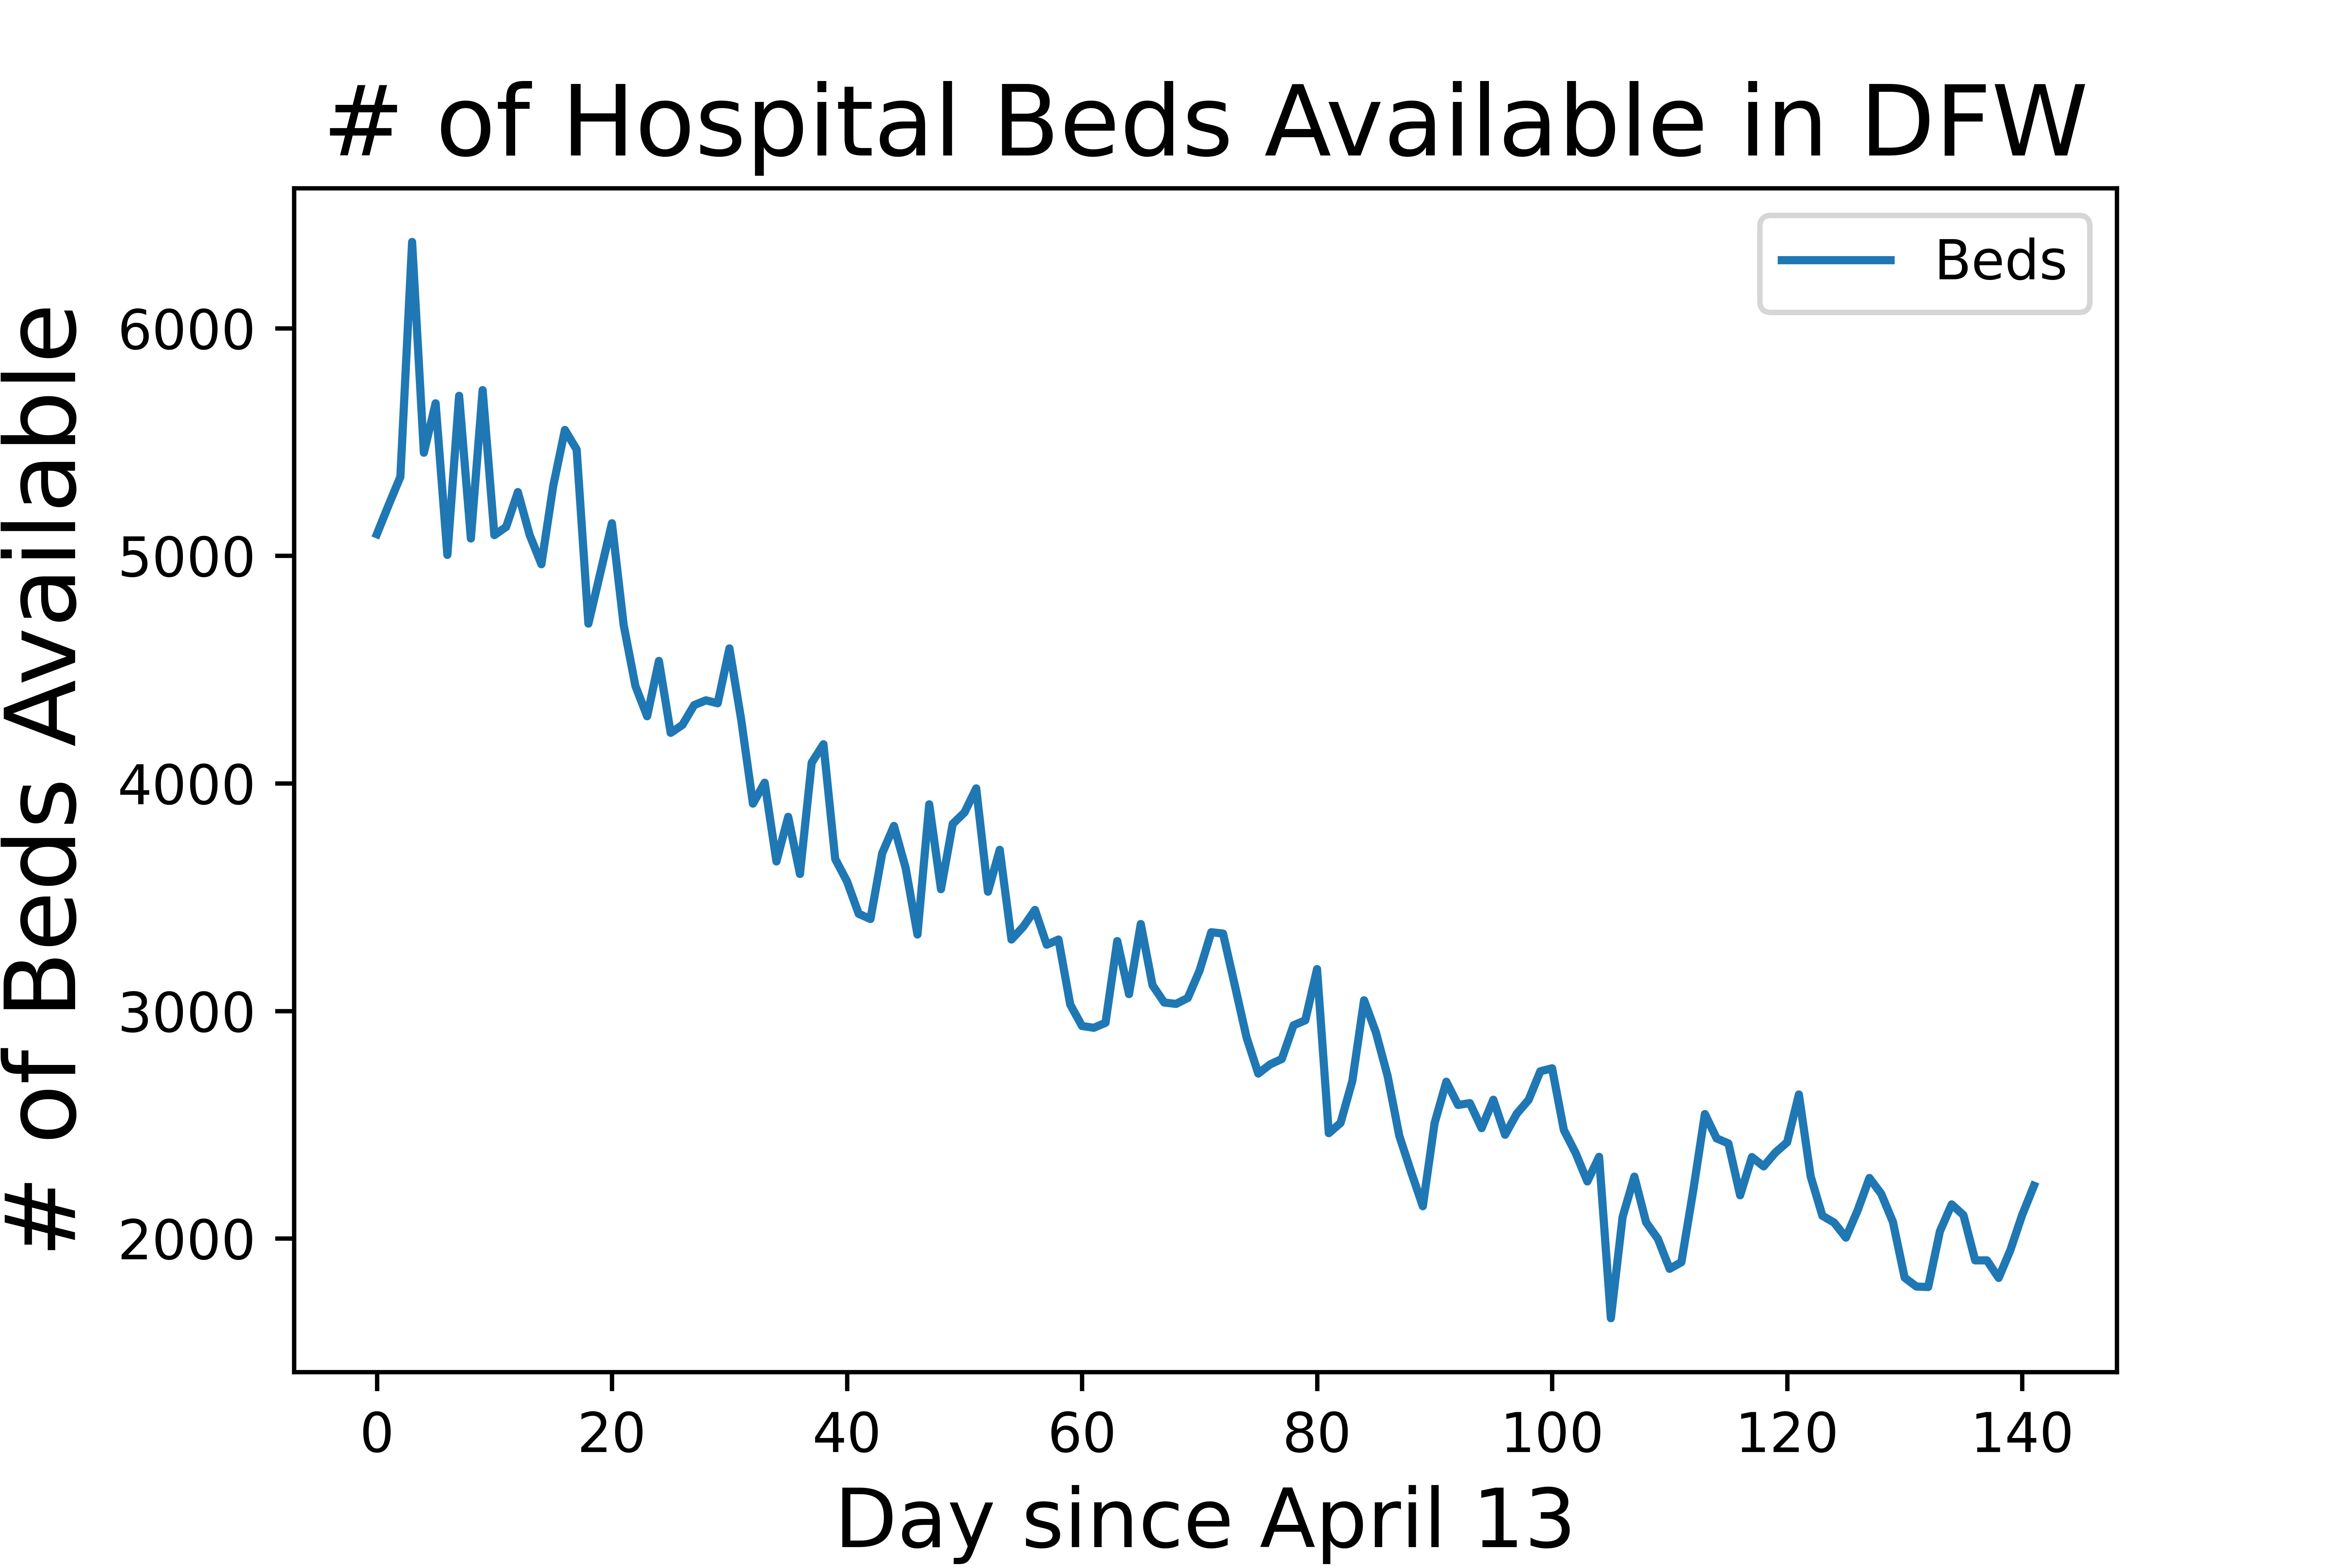 # of Hospital Beds Available in DFW
Beds
# of Beds Available
6000
5000
4000
3000
2000
0 20 40 60 80 100 120 140
Day since April 13